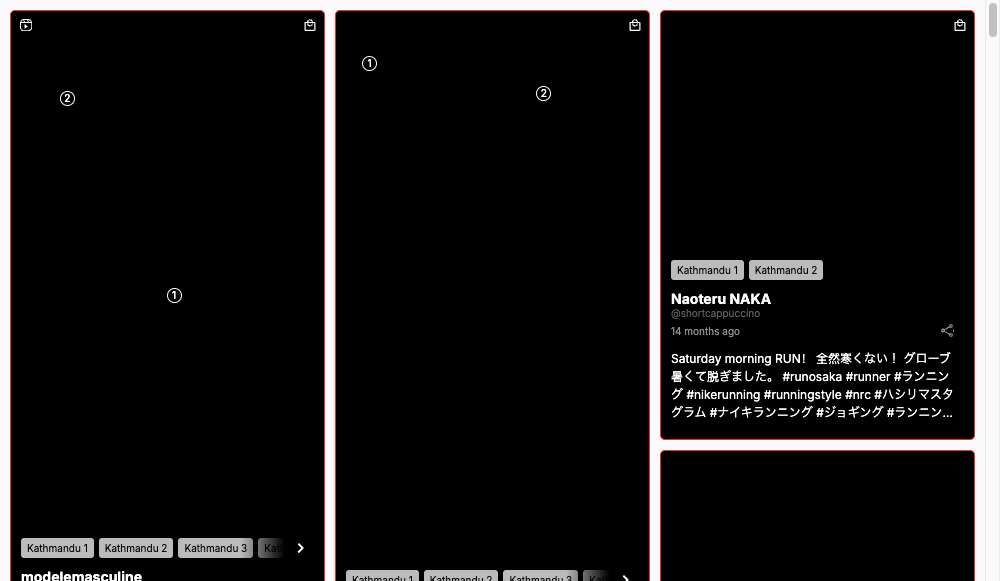 2
1
Kathmandu 1 Kathmandu 2 Kathmandu 3
modelemasculine
1
2
Kathmandu 1 Kathmandu 2 Kathmandu 3
Kathmandu 1 Kathmandu 2
Naoteru NAKA
@shortcappuccino
14 months ago
Saturday morning RUN！ 全然寒くない！ グローブ
暑くて脱ぎました。 #runosaka #runner #ランニン
グ #nikerunning #runningstyle #nrc #ハシリマスタ
グラム #ナイキランニング #ジョギング #ランニン...